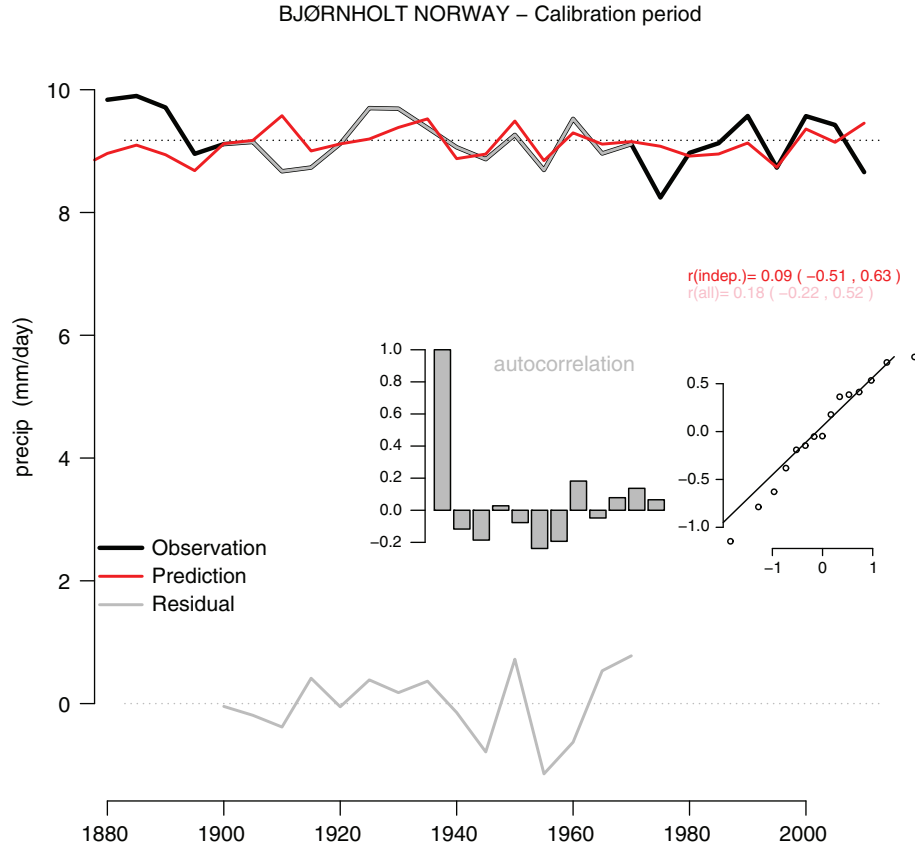 BJØRNHOLT NORWAY – Calibration period
precip (mm/day)
10
8
6
4
2
0
r(indep.)= 0.09 ( −0.51 , 0.63 )
r(all)= 0.18 ( −0.22 , 0.52 )
autocorrelation
1.0
0.8
0.6
0.4
0.2
0.0
−0.2
0.5
0.0
−0.5
−1.0
−1 0 1
Observation
Prediction
Residual
1880 1900 1920 1940 1960 1980 2000